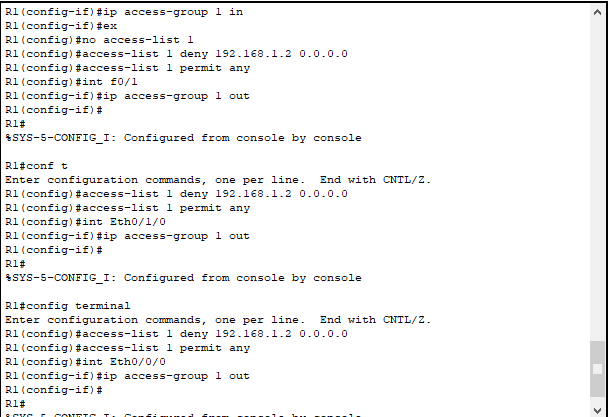 R1(config-if)#ip access-group 1 in
R1(config-if)#ex
R1(config)#no access-list 1
R1(config)#access-list 1 deny 192.168.1.2 0.0.0.0
R1(config)#access-list 1 permit any
R1(config)#int f0/1
R1(config-if)#ip access-group 1 out
R1(config-if)#
R1#
%SYS-5-CONFIG_I: Configured from console by console
R1#conf t
Enter configuration commands, one per line.  End with CNTL/Z.
R1(config)#access-list 1 deny 192.168.1.2 0.0.0.0
R1(config)#access-list 1 permit any
R1(config)#int Eth0/1/0
R1(config-if)#ip access-group 1 out
R1(config-if)#
R1#
%SYS-5-CONFIG_I: Configured from console by console
R1#config terminal
Enter configuration commands, one per line.  End with CNTL/Z.
R1(config)#access-list 1 deny 192.168.1.2 0.0.0.0
R1(config)#access-list 1 permit any
R1(config)#int Eth0/0/0
R1(config-if)#ip access-group 1 out
R1(config-if)#
R1#
%SYS-5-CONFIG_I: Configured from console by console